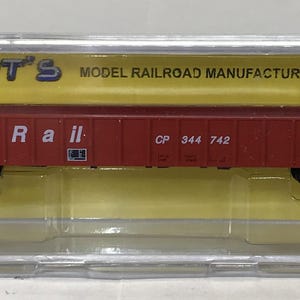 T's MODEL RAILROAD MANUFACTUR
Rail CP 344 742